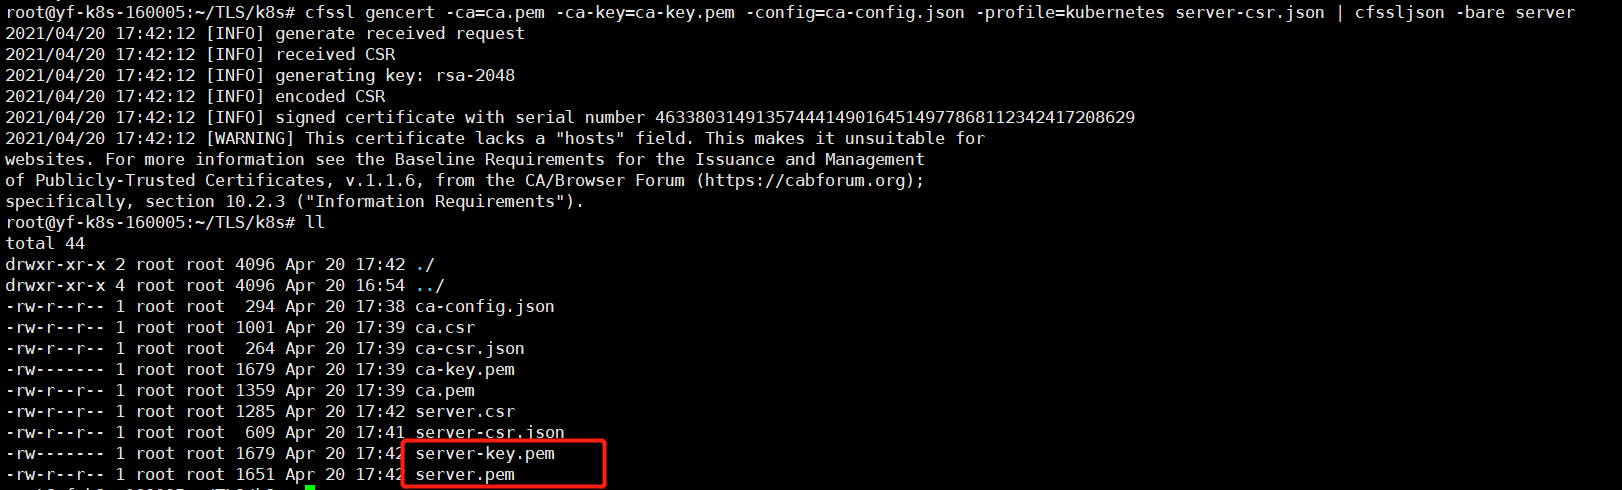 root@yf-k8s-160005:~/TLS/k8s# cfssl gencert -ca=ca.pem -ca-key=ca-key.pem -config=ca-config.json -profile=kubernetes server-csr.json | cfssljson -bare server
2021/04/20 17:42:12 [INFO] generate received request
2021/04/20 17:42:12 [INFO] received CSR
2021/04/20 17:42:12 [INFO] generating key: rsa-2048
2021/04/20 17:42:12 [INFO] encoded CSR
2021/04/20 17:42:12 [INFO] signed certificate with serial number 463380314913574441490164514977868112342417208629
2021/04/20 17:42:12 [WARNING] This certificate lacks a "hosts" field. This makes it unsuitable for
websites. For more information see the Baseline Requirements for the Issuance and Management
of Publicly-Trusted Certificates, v.1.1.6, from the CA/Browser Forum (https://cabforum.org);
specifically, section 10.2.3 ("Information Requirements").
root@yf-k8s-160005:~/TLS/k8s# ll
total 44
drwxr-xr-x 2 root root 4096 Apr 20 17:42 ./
drwxr-xr-x 4 root root 4096 Apr 20 16:54 ../
-rw-r--r-- 1 root root  294 Apr 20 17:38 ca-config.json
-rw-r--r-- 1 root root 1001 Apr 20 17:39 ca.csr
-rw-r--r-- 1 root root  264 Apr 20 17:39 ca-csr.json
-rw------- 1 root root 1679 Apr 20 17:39 ca-key.pem
-rw-r--r-- 1 root root 1359 Apr 20 17:39 ca.pem
-rw-r--r-- 1 root root 1285 Apr 20 17:42 server.csr
-rw-r--r-- 1 root root  609 Apr 20 17:41 server-csr.json
-rw------- 1 root root 1679 Apr 20 17:42 server-key.pem
-rw-r--r-- 1 root root 1651 Apr 20 17:42 server.pem